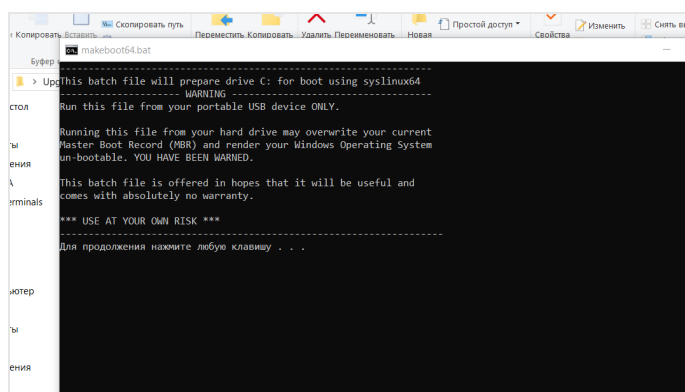 Скопировать путь
Копировать Вставить
Переместить Копировать Удалить Переименовать Новая
Простой доступ
Свойства
Изменить
Снять
Буфер
makeboot64.bat
> Upg
This batch file will prepare drive C: for boot using syslinux64
-------------------- WARNING ---------------------------------
Run this file from your portable USB device ONLY.
Running this file from your hard drive may overwrite your current
Master Boot Record (MBR) and render your Windows Operating System
un-bootable. YOU HAVE BEEN WARNED.
This batch file is offered in hopes that it will be useful and
comes with absolutely no warranty.
*** USE AT YOUR OWN RISK ***
Для продолжения нажмите любую клавишу . . .
стол
ты
ения
erminals
ютер
ты
ения